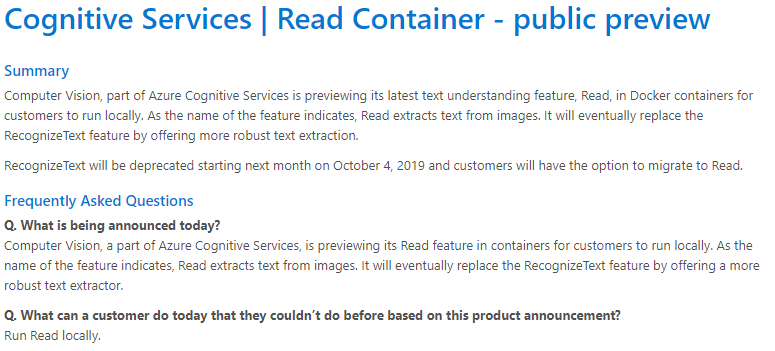 Cognitive Services | Read Container - public preview
Summary
Computer Vision, part of Azure Cognitive Services is previewing its latest text understanding feature, Read, in Docker containers for
customers to run locally. As the name of the feature indicates, Read extracts text from images. It will eventually replace the
RecognizeText feature by offering more robust text extraction.
RecognizeText will be deprecated starting next month on October 4, 2019 and customers will have the option to migrate to Read.
Frequently Asked Questions
Q. What is being announced today?
Computer Vision, a part of Azure Cognitive Services, is previewing its Read feature in containers for customers to run locally. As the
name of the feature indicates, Read extracts text from images. It will eventually replace the RecognizeText feature by offering a more
robust text extractor.
Q. What can a customer do today that they couldn’t do before based on this product announcement?
Run Read locally.